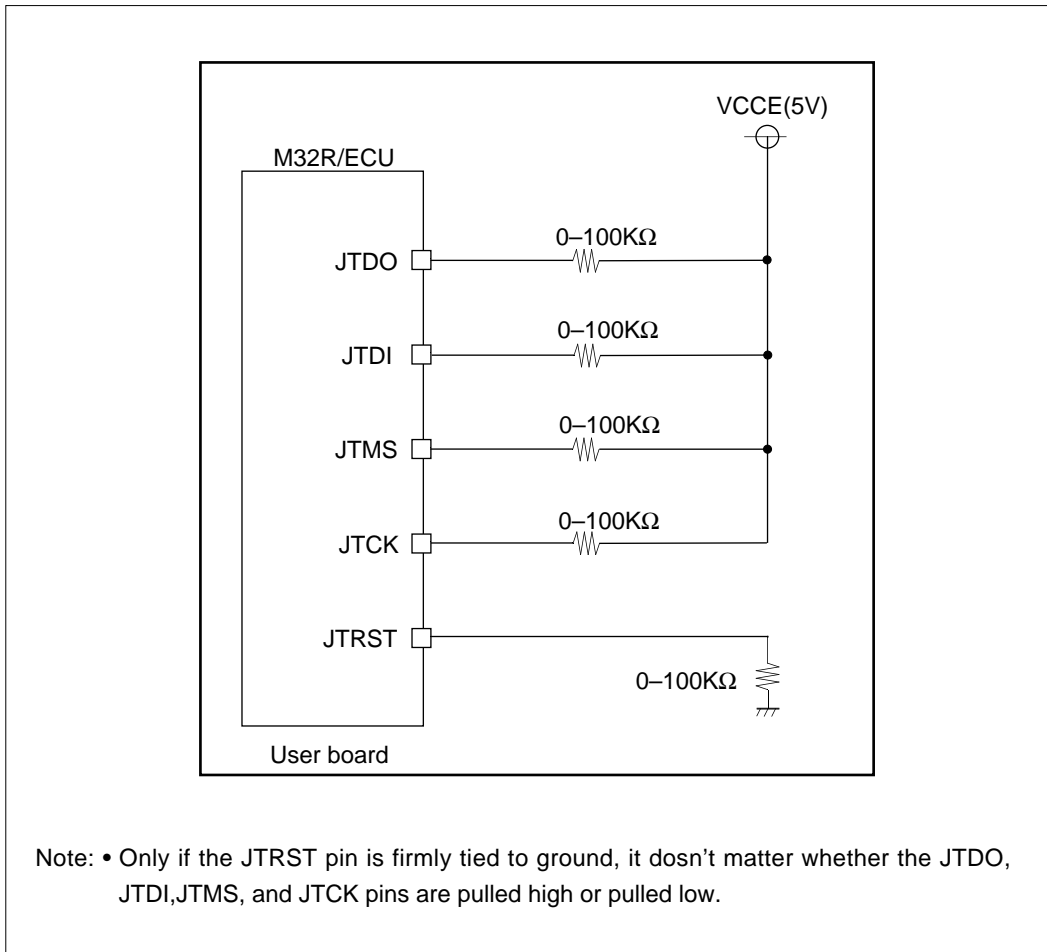 VCCE(5V)
M32R/ECU
0–100KΩ
JTDO
0–100KΩ
JTDI
0–100KΩ
JTMS
0–100KΩ
JTCK
JTRST
0–100KΩ
User board
Note: • Only if the JTRST pin is firmly tied to ground, it dosn't matter whether the JTDO,
JTDI,JTMS, and JTCK pins are pulled high or pulled low.